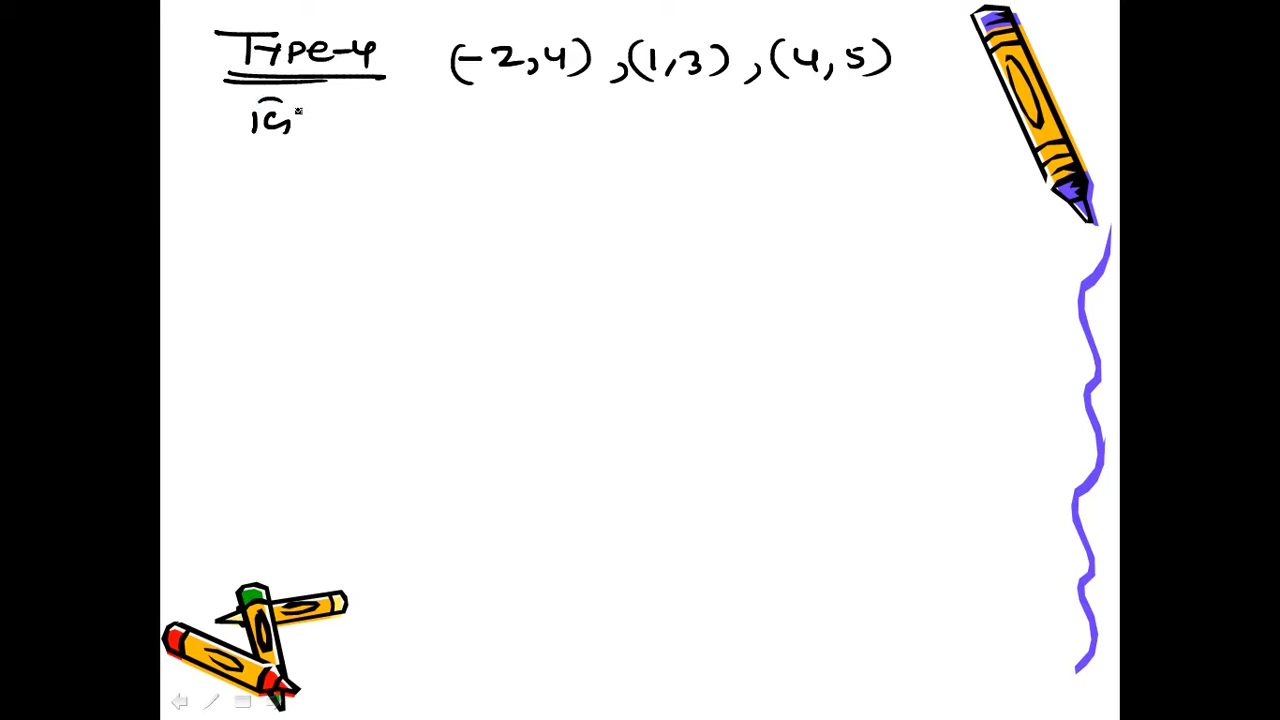 Type-4 (-2,4) , (1,3) , (4,5)